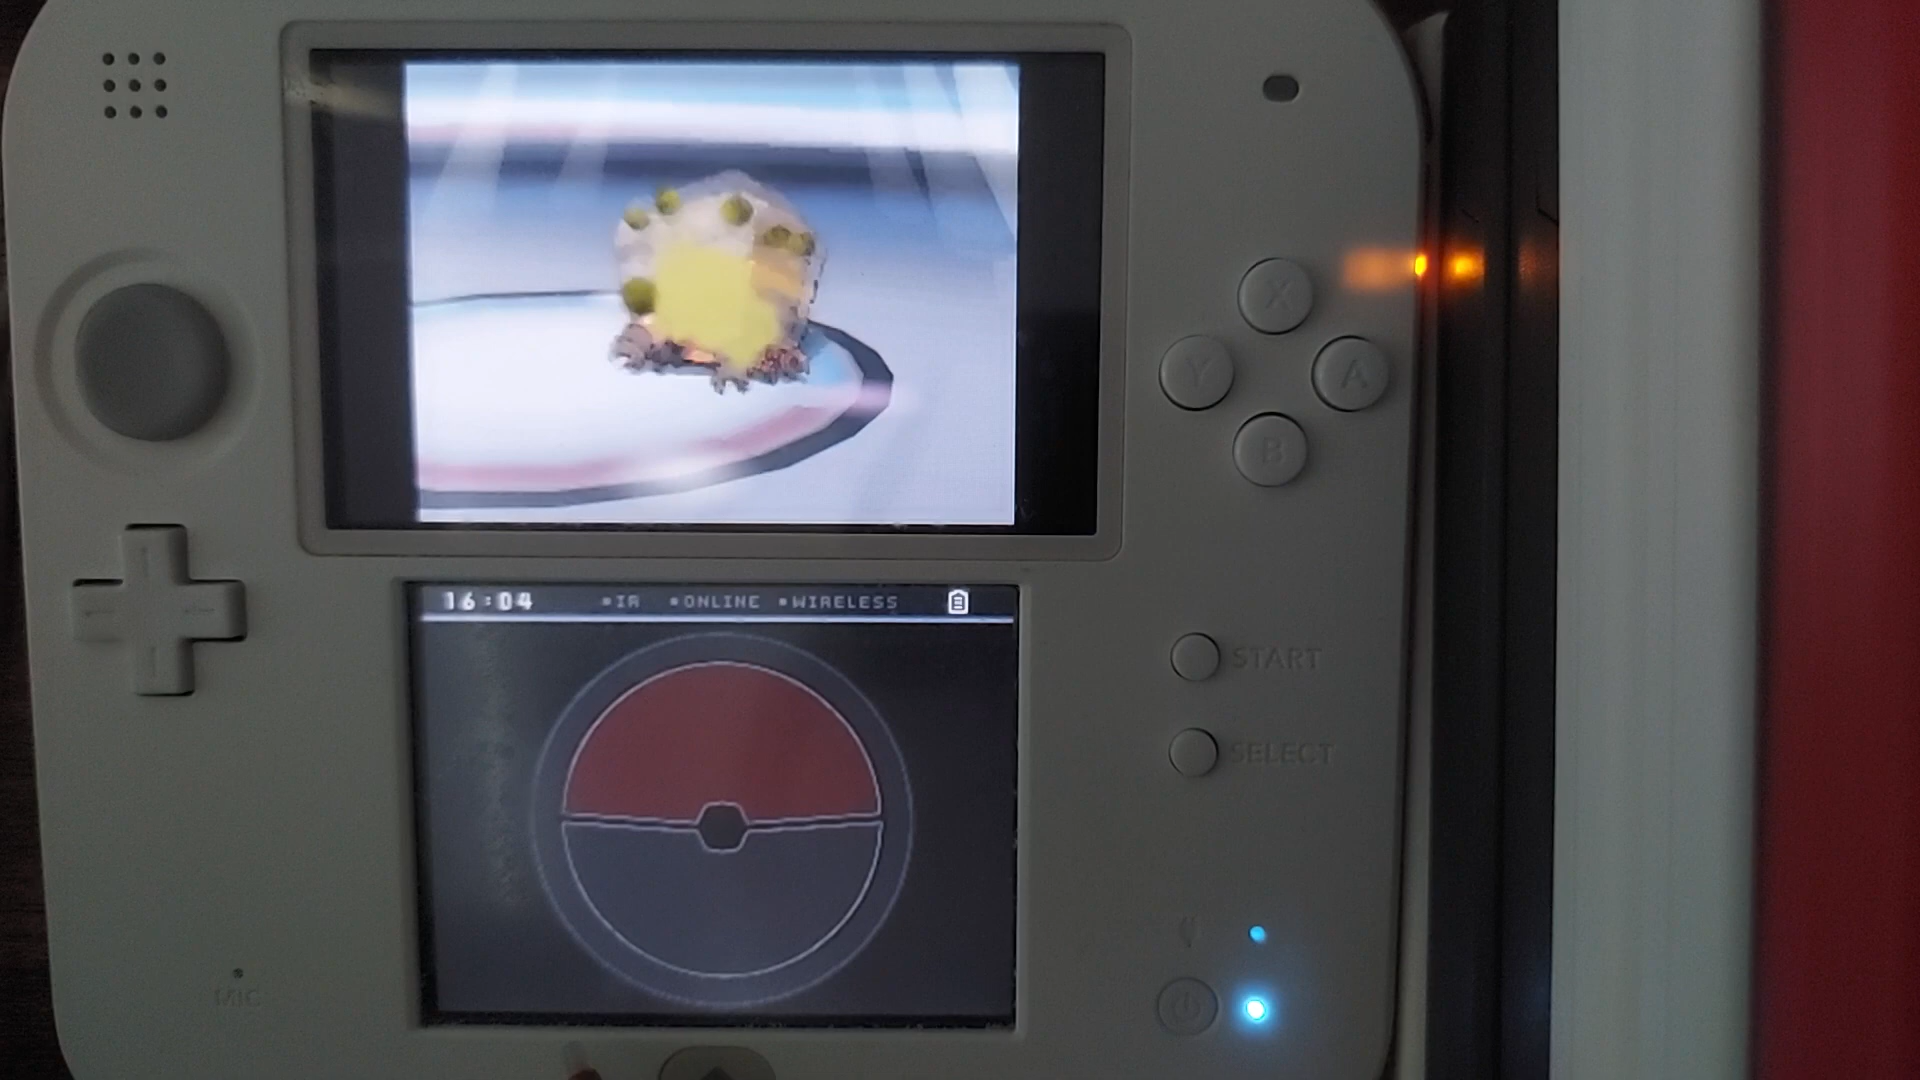 X
Y A
B
16:04 IR ONLINE WIRELESS
START
SELECT
MIC